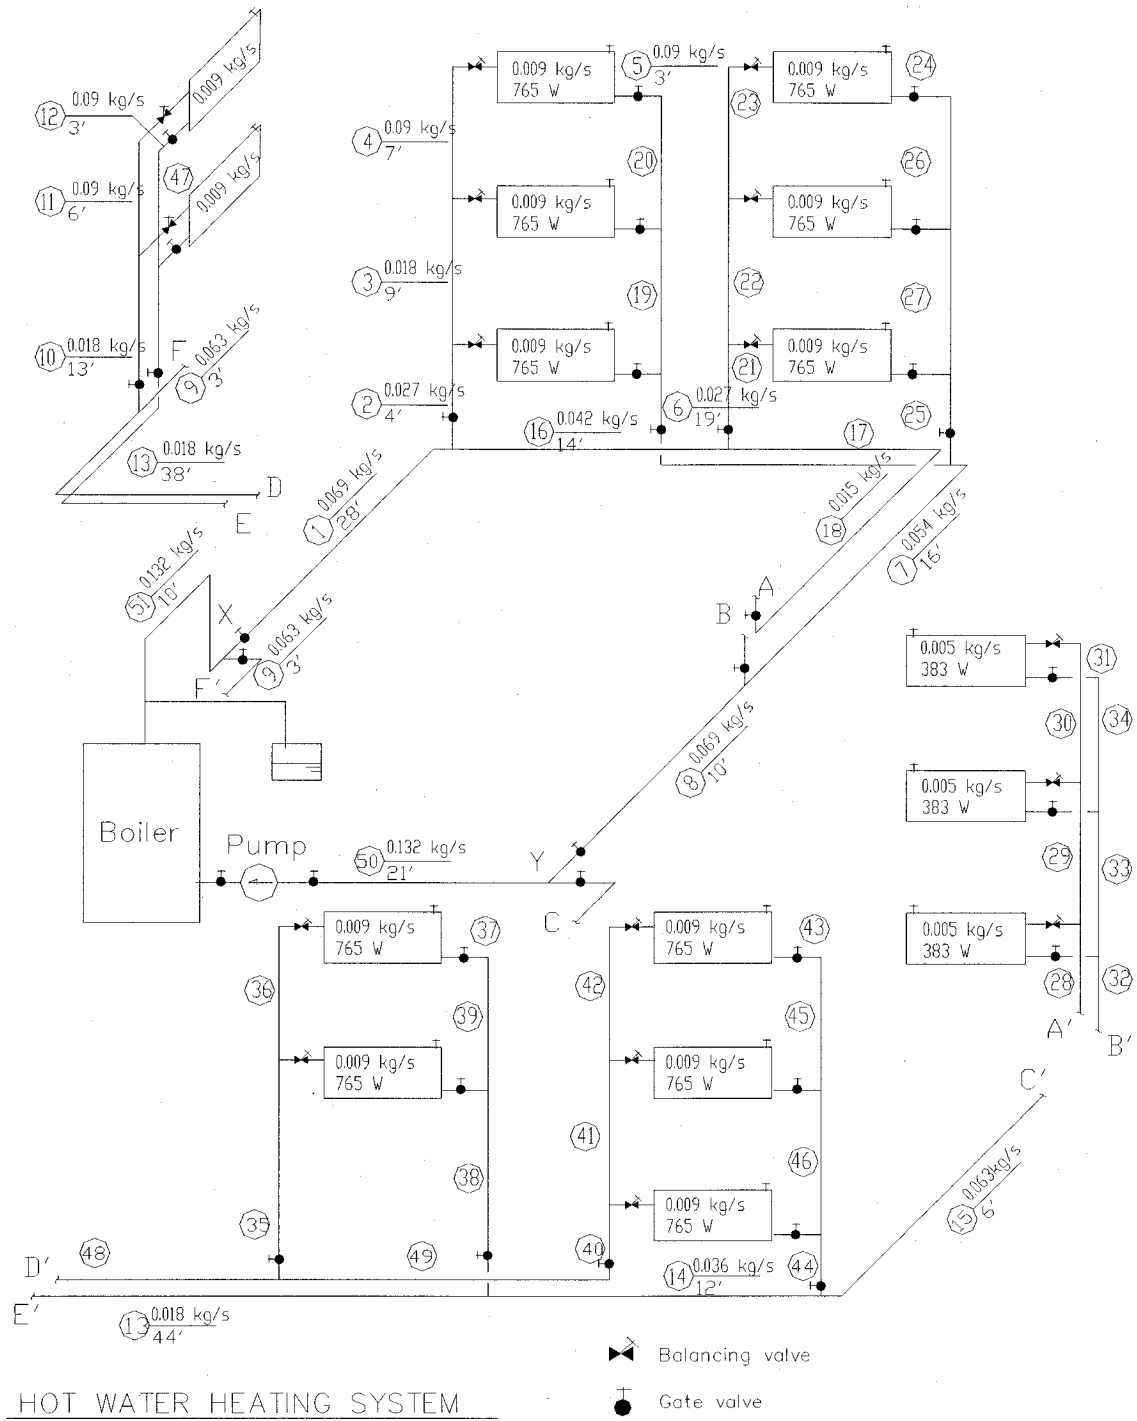 12 0.09 kg/s
3'
0.009 kg/s
47
0.009 kg/s
11 0.09 kg/s
6'
10 0.018 kg/s
13'
F
9 0.063 kg/s
3'
13 0.018 kg/s
38'
D
E
5 0.09 kg/s
3'
0.009 kg/s
765 W
0.009 kg/s
765 W
24
23
4 0.09 kg/s
7'
20
26
0.009 kg/s
765 W
0.009 kg/s
765 W
3 0.018 kg/s
9'
19
22
27
0.009 kg/s
765 W
0.009 kg/s
765 W
21
2 0.027 kg/s
4'
6 0.027 kg/s
19'
25
16 0.042 kg/s
14'
17
1 0.069 kg/s
28'
0.015 kg/s
18
7 0.054 kg/s
16'
51 0.132 kg/s
10'
X
9 0.063 kg/s
3'
F'
A
B
8 0.069 kg/s
10'
0.005 kg/s
383 W
31
30
34
0.005 kg/s
383 W
29
33
0.005 kg/s
383 W
28
32
A'
B'
Boiler
Pump
50 0.132 kg/s
21'
Y
C
0.009 kg/s
765 W
37
0.009 kg/s
765 W
43
36
39
42
45
0.009 kg/s
765 W
0.009 kg/s
765 W
41
38
46
0.009 kg/s
765 W
35
40
44
48
49
14 0.036 kg/s
12'
D'
E'
13 0.018 kg/s
44'
C'
15 0.063kg/s
6'
Balancing valve
Gate valve
HOT WATER HEATING SYSTEM